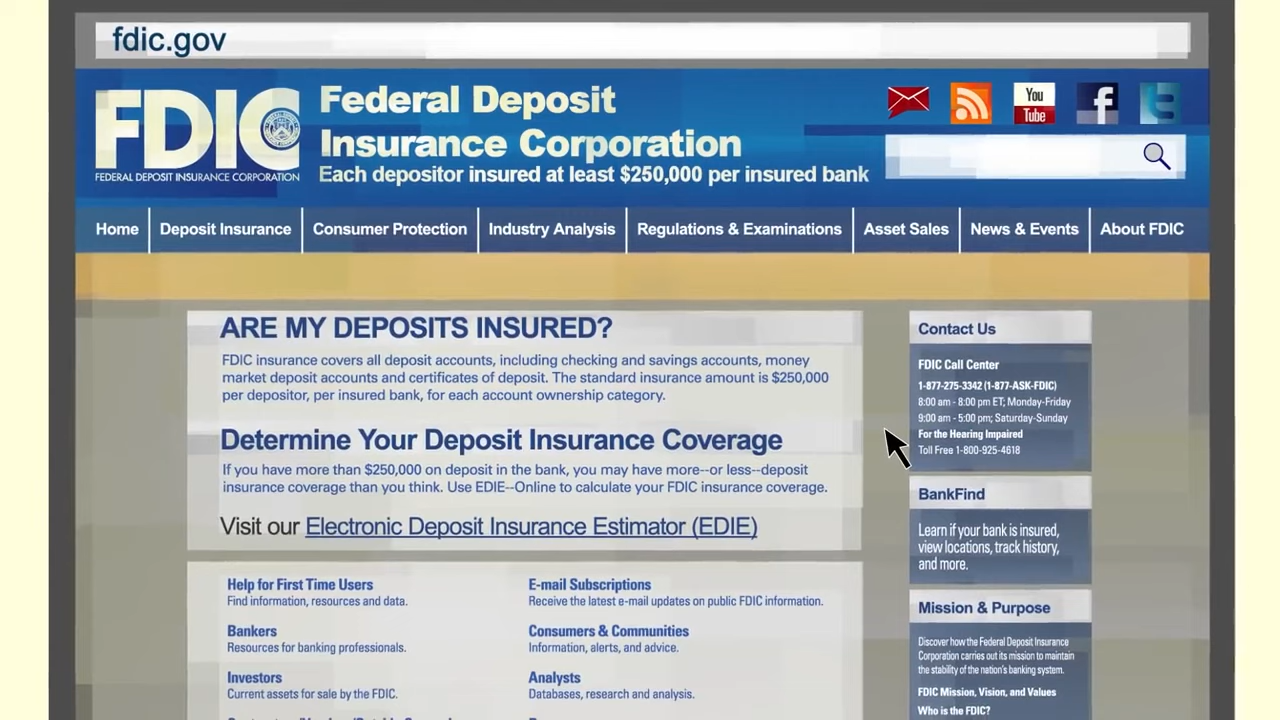 fdic.gov
FDIC
FEDERAL DEPOSIT INSURANCE CORPORATION
Federal Deposit
Insurance Corporation
Each depositor insured at least $250,000 per insured bank
You
Tube
f
t
Home Deposit Insurance Consumer Protection Industry Analysis Regulations & Examinations Asset Sales News & Events About FDIC
ARE MY DEPOSITS INSURED?
FDIC insurance covers all deposit accounts, including checking and savings accounts, money
market deposit accounts and certificates of deposit. The standard insurance amount is $250,000
per depositor, per insured bank, for each account ownership category.
Determine Your Deposit Insurance Coverage
If you have more than $250,000 on deposit in the bank, you may have more--or less--deposit
insurance coverage than you think. Use EDIE--Online to calculate your FDIC insurance coverage.
Visit our Electronic Deposit Insurance Estimator (EDIE)
Help for First Time Users
Find information, resources and data.
Bankers
Resources for banking professionals.
Investors
Current assets for sale by the FDIC.
E-mail Subscriptions
Receive the latest e-mail updates on public FDIC information.
Consumers & Communities
Information, alerts, and advice.
Analysts
Databases, research and analysis.
Contact Us
FDIC Call Center
1-877-275-3342 (1-877-ASK-FDIC)
8:00 am - 8:00 pm ET; Monday-Friday
9:00 am - 5:00 pm; Saturday-Sunday
For the Hearing Impaired
Toll Free 1-800-925-4618
BankFind
Learn if your bank is insured,
view locations, track history,
and more.
Mission & Purpose
Discover how the Federal Deposit Insurance
Corporation carries out its mission to maintain
the stability of the nation's banking system.
FDIC Mission, Vision, and Values
Who is the FDIC?